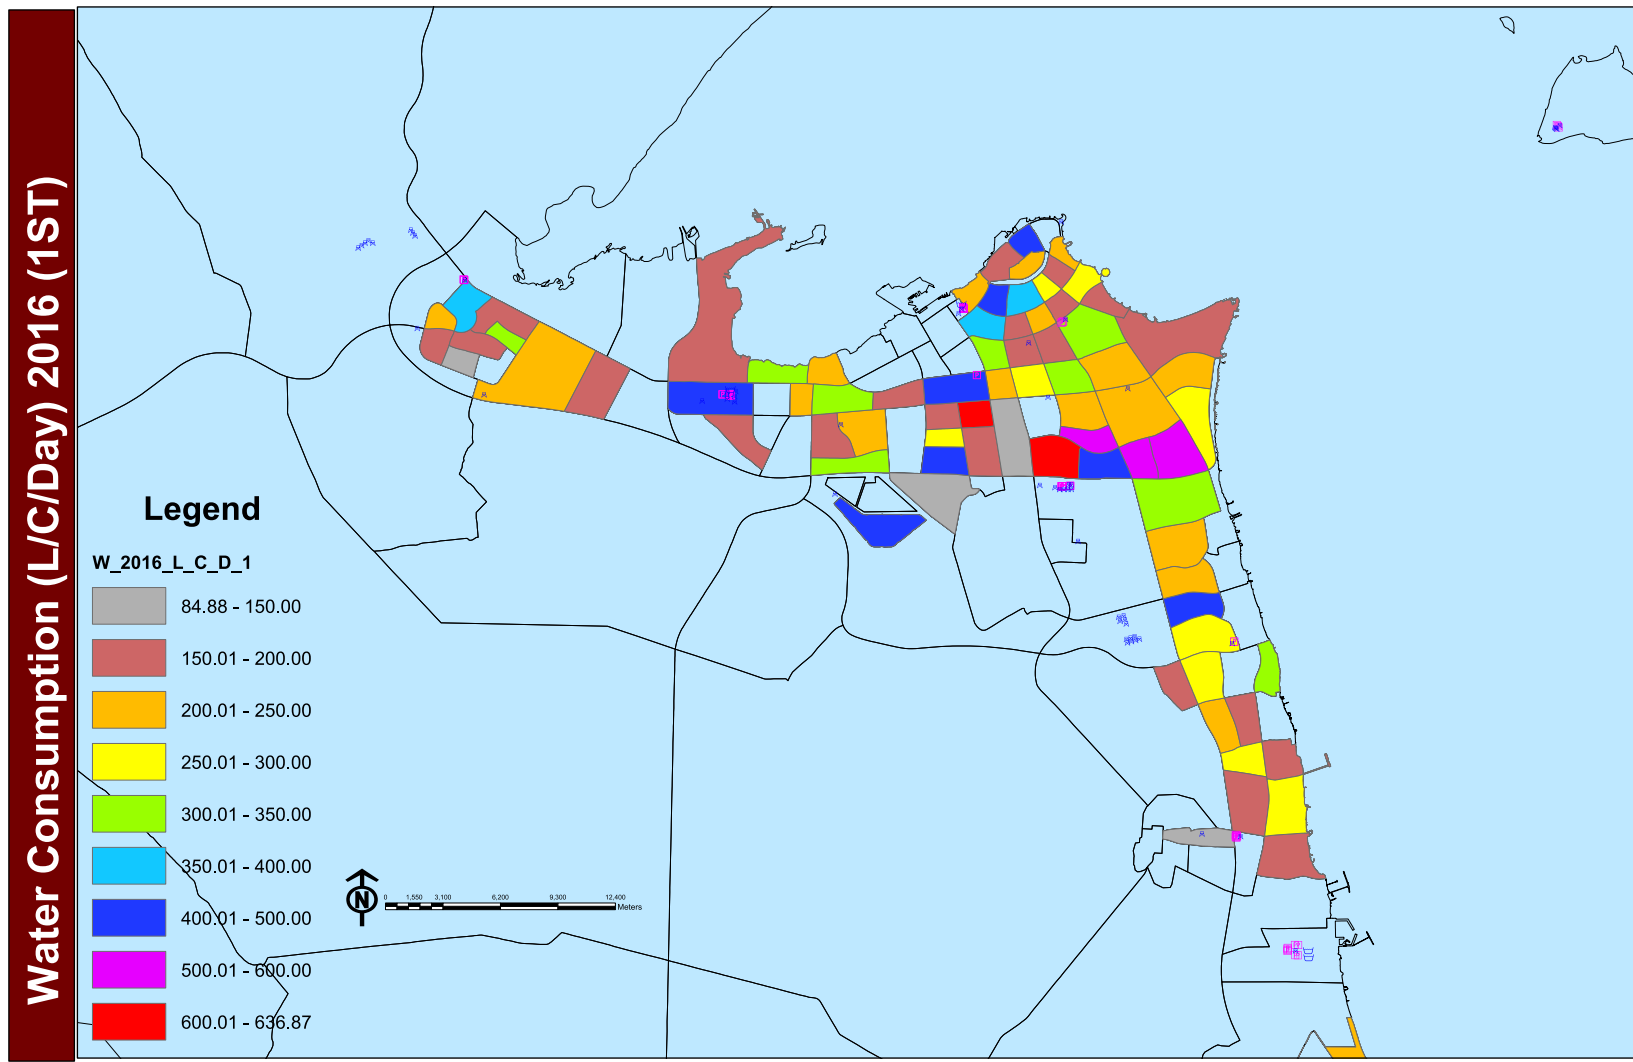 Water Consumption (L/C/Day) 2016 (1ST)
Legend
W_2016_L_C_D_1
84.88 - 150.00
150.01 - 200.00
200.01 - 250.00
250.01 - 300.00
300.01 - 350.00
350.01 - 400.00
400.01 - 500.00
500.01 - 600.00
600.01 - 636.87
N
0 1,550 3,100 6,200 9,300 12,400
Meters